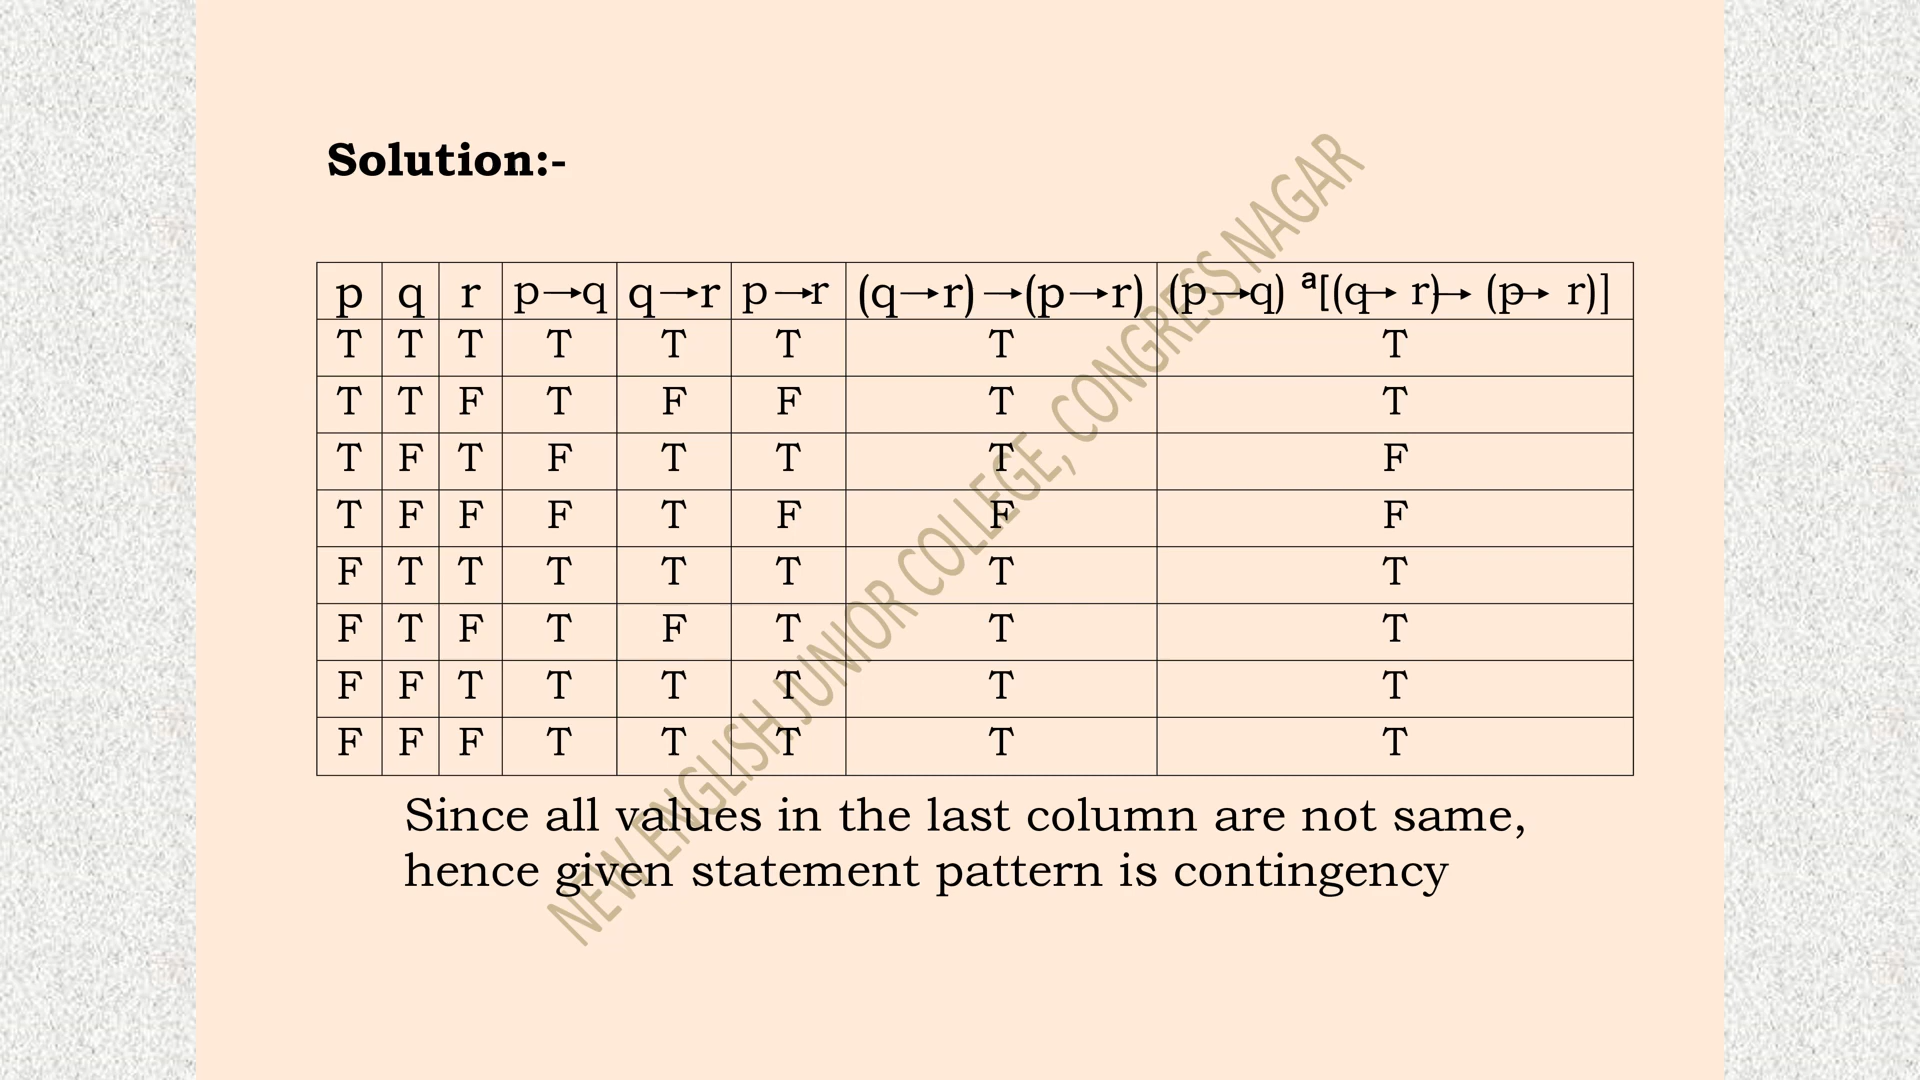 Solution:-
p q r p→q q→r p→r (q→r)→(p→r) (p→q) ª[(q→ r)→ (p→ r)]
T T T T T T T T
T T F T F F T T
T F T F T T T F
T F F F T F F F
F T T T T T T T
F T F T F T T T
F F T T T T T T
F F F T T T T T
Since all values in the last column are not same,
hence given statement pattern is contingency
NEW ENGLISH JUNIOR COLLEGE, CONGRESS NAGAR